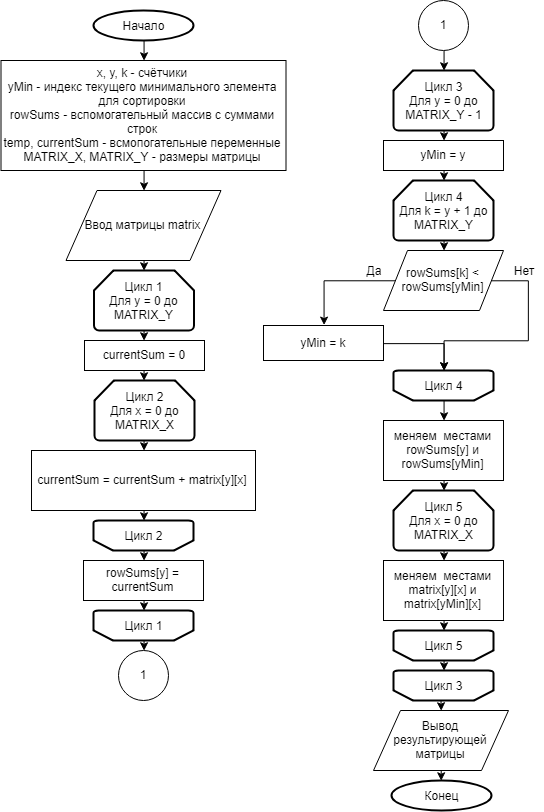 Начало
x, y, k - счётчики
yMin - индекс текущего минимального элемента
для сортировки
rowSums - вспомогательный массив с суммами
строк
temp, currentSum - всмпогательные переменные
MATRIX_X, MATRIX_Y - размеры матрицы
Ввод матрицы matrix
Цикл 1
Для y = 0 до
MATRIX_Y
currentSum = 0
Цикл 2
Для x = 0 до
MATRIX_X
currentSum = currentSum + matrix[y][x]
Цикл 2
rowSums[y] =
currentSum
Цикл 1
1
1
Цикл 3
Для y = 0 до
MATRIX_Y - 1
yMin = y
Цикл 4
Для k = y + 1 до
MATRIX_Y
Да
rowSums[k] <
rowSums[yMin]
Нет
yMin = k
Цикл 4
меняем местами
rowSums[y] и
rowSums[yMin]
Цикл 5
Для x = 0 до
MATRIX_X
меняем местами
matrix[y][x] и
matrix[yMin][x]
Цикл 5
Цикл 3
Вывод
результирующей
матрицы
Конец